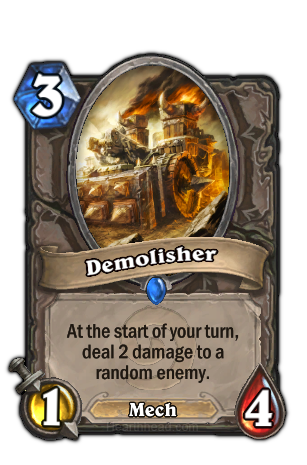 3
Demolisher
At the start of your turn,
deal 2 damage to a
random enemy.
1
Mech
4